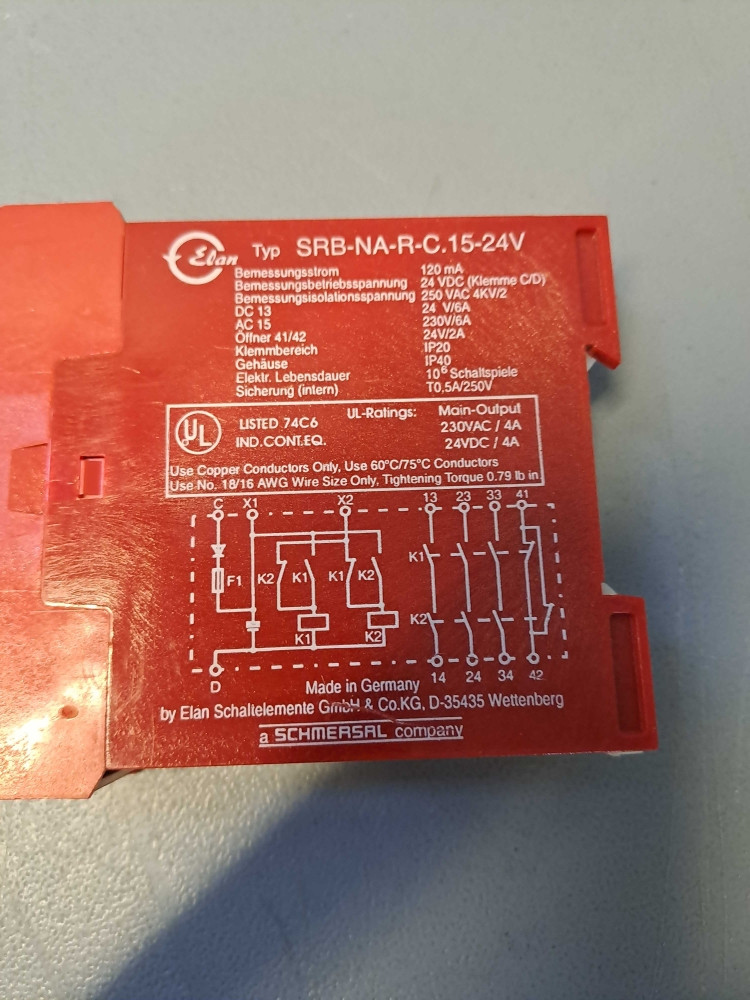 Elan Typ SRB-NA-R-C.15-24V
Bemessungsstrom 120 mA
Bemessungsbetriebsspannung 24 VDC (Klemme C/D)
Bemessungsisolationsspannung 250 VAC 4KV/2
DC 13 24 V/6A
AC 15 230V/6A
Öffner 41/42 24V/2A
Klemmbereich IP20
Gehäuse IP40
Elektr. Lebensdauer 10⁶ Schaltspiele
Sicherung (intern) T0,5A/250V
UL LISTED 74C6 UL-Ratings: Main-Output
IND.CONT.EQ. 230VAC / 4A
24VDC / 4A
Use Copper Conductors Only, Use 60°C/75°C Conductors
Use No. 18/16 AWG Wire Size Only, Tightening Torque 0.79 lb in.
C X1 X2 13 23 33 41
K1
F1 K2 K1 K1 K2
K2
K1 K2
D 14 24 34 42
Made in Germany
by Elan Schaltelemente GmbH & Co.KG, D-35435 Wettenberg
a SCHMERSAL company